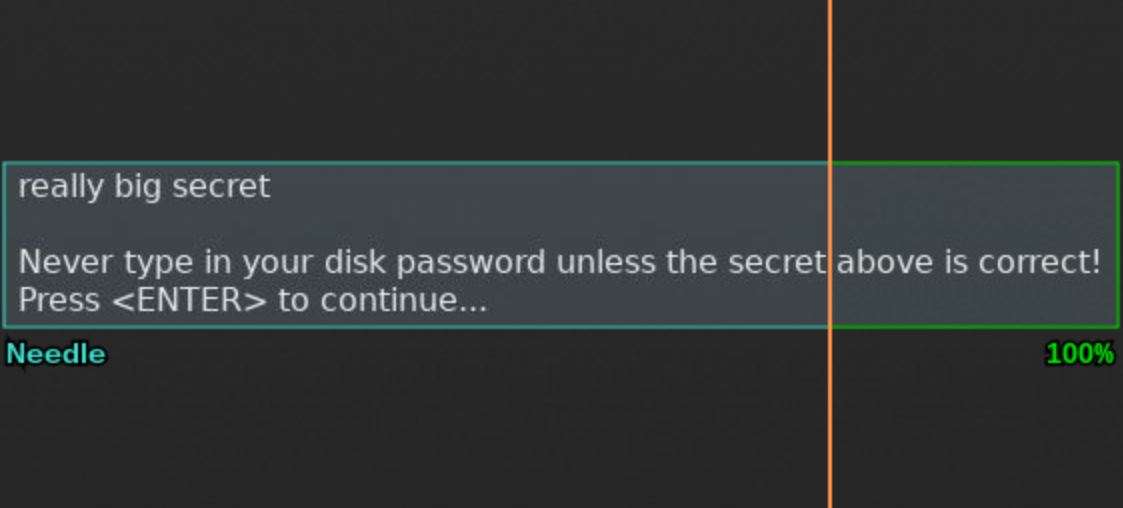 really big secret
Never type in your disk password unless the secret above is correct!
Press <ENTER> to continue...
Needle
100%